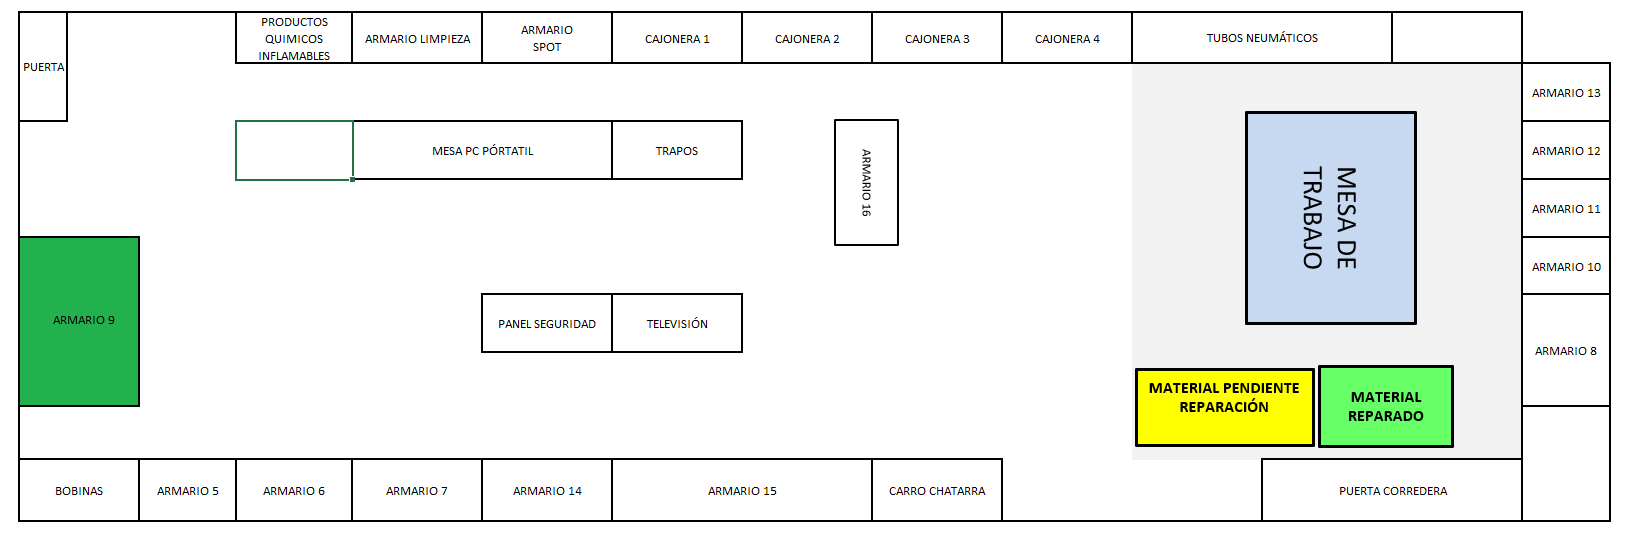 PUERTA
PRODUCTOS
QUIMICOS
INFLAMABLES
ARMARIO LIMPIEZA
ARMARIO
SPOT
CAJONERA 1
CAJONERA 2
CAJONERA 3
CAJONERA 4
TUBOS NEUMÁTICOS
ARMARIO 13
MESA PC PÓRTATIL
TRAPOS
ARMARIO 16
MESA DE
TRABAJO
ARMARIO 12
ARMARIO 11
ARMARIO 10
ARMARIO 9
PANEL SEGURIDAD
TELEVISIÓN
ARMARIO 8
MATERIAL PENDIENTE
REPARACIÓN
MATERIAL
REPARADO
BOBINAS
ARMARIO 5
ARMARIO 6
ARMARIO 7
ARMARIO 14
ARMARIO 15
CARRO CHATARRA
PUERTA CORREDERA